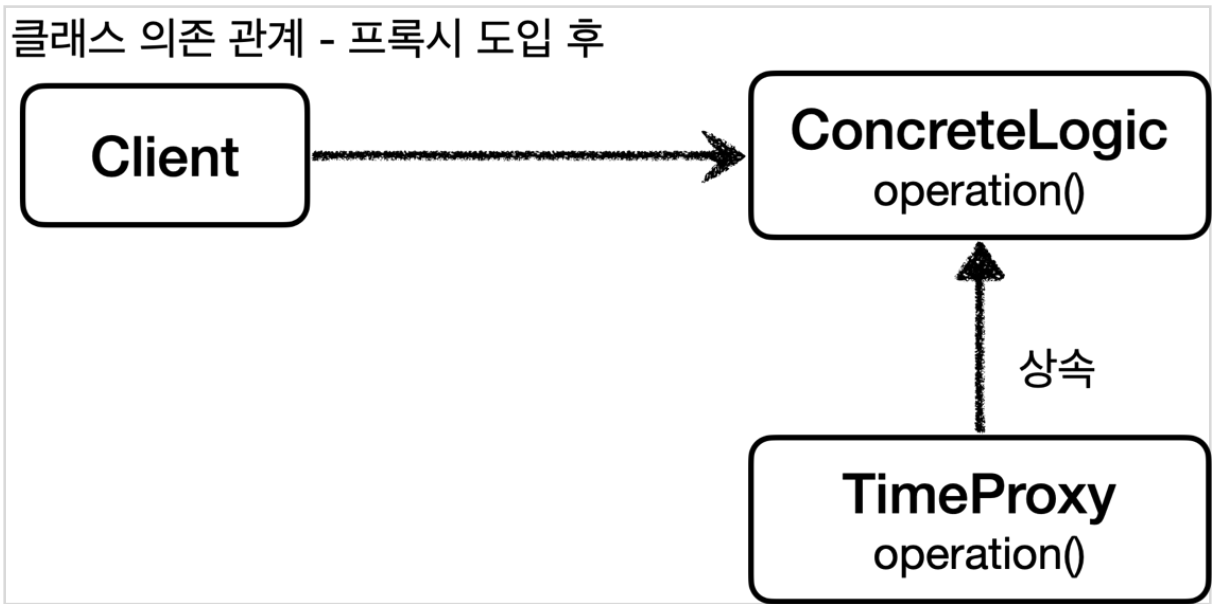 클래스 의존 관계 - 프록시 도입 후
Client
ConcreteLogic
operation()
상속
TimeProxy
operation()